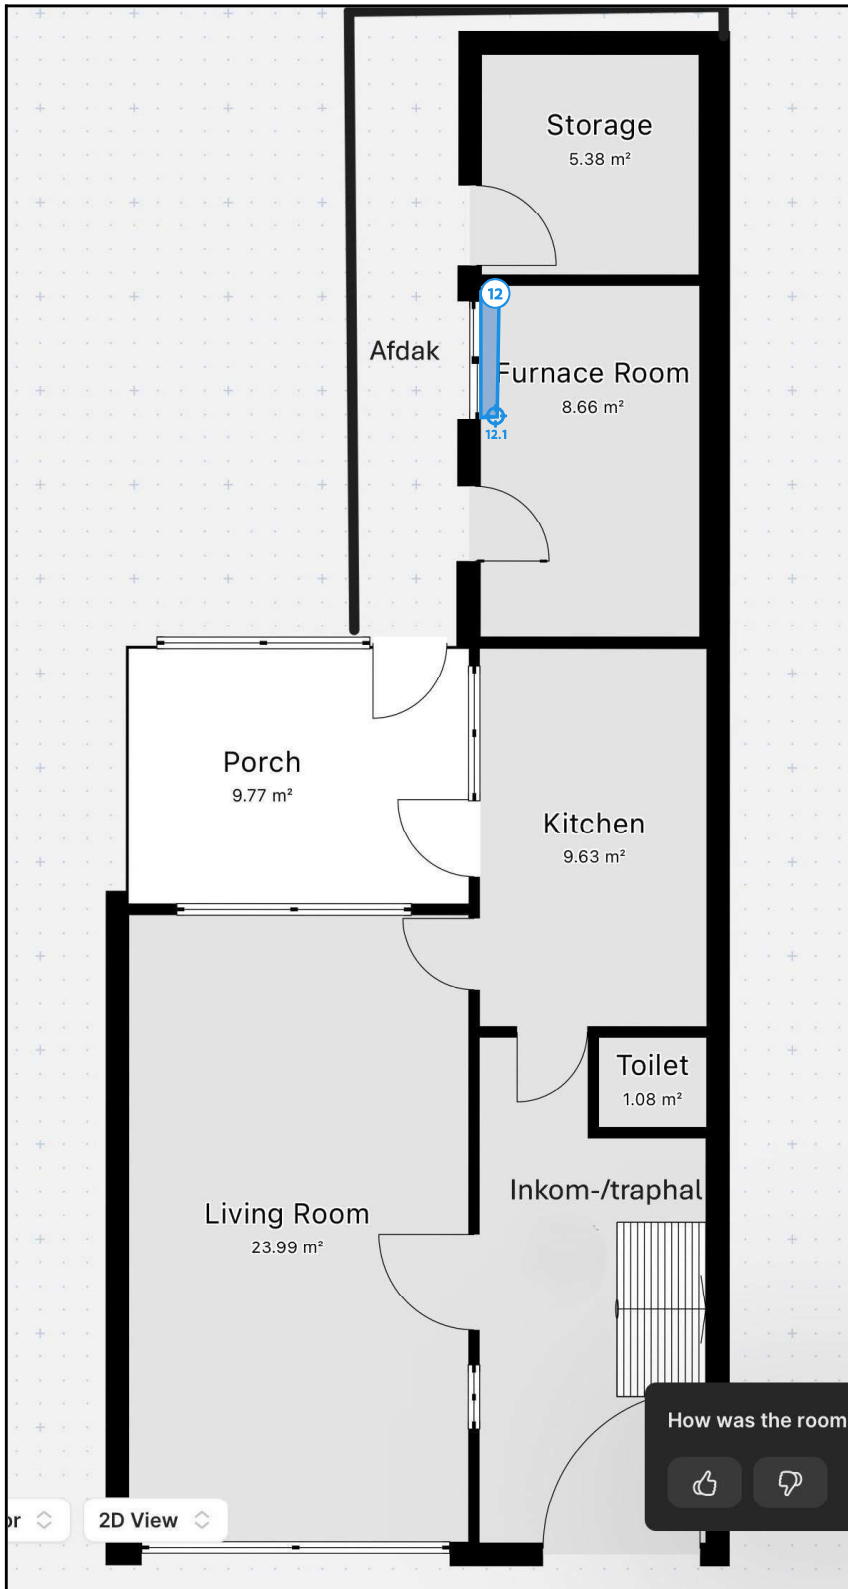 Storage
5.38 m²
12
Afdak
Furnace Room
8.66 m²
12.1
Porch
9.77 m²
Kitchen
9.63 m²
Toilet
1.08 m²
Inkom-/traphal
Living Room
23.99 m²
How was the room
or
2D View